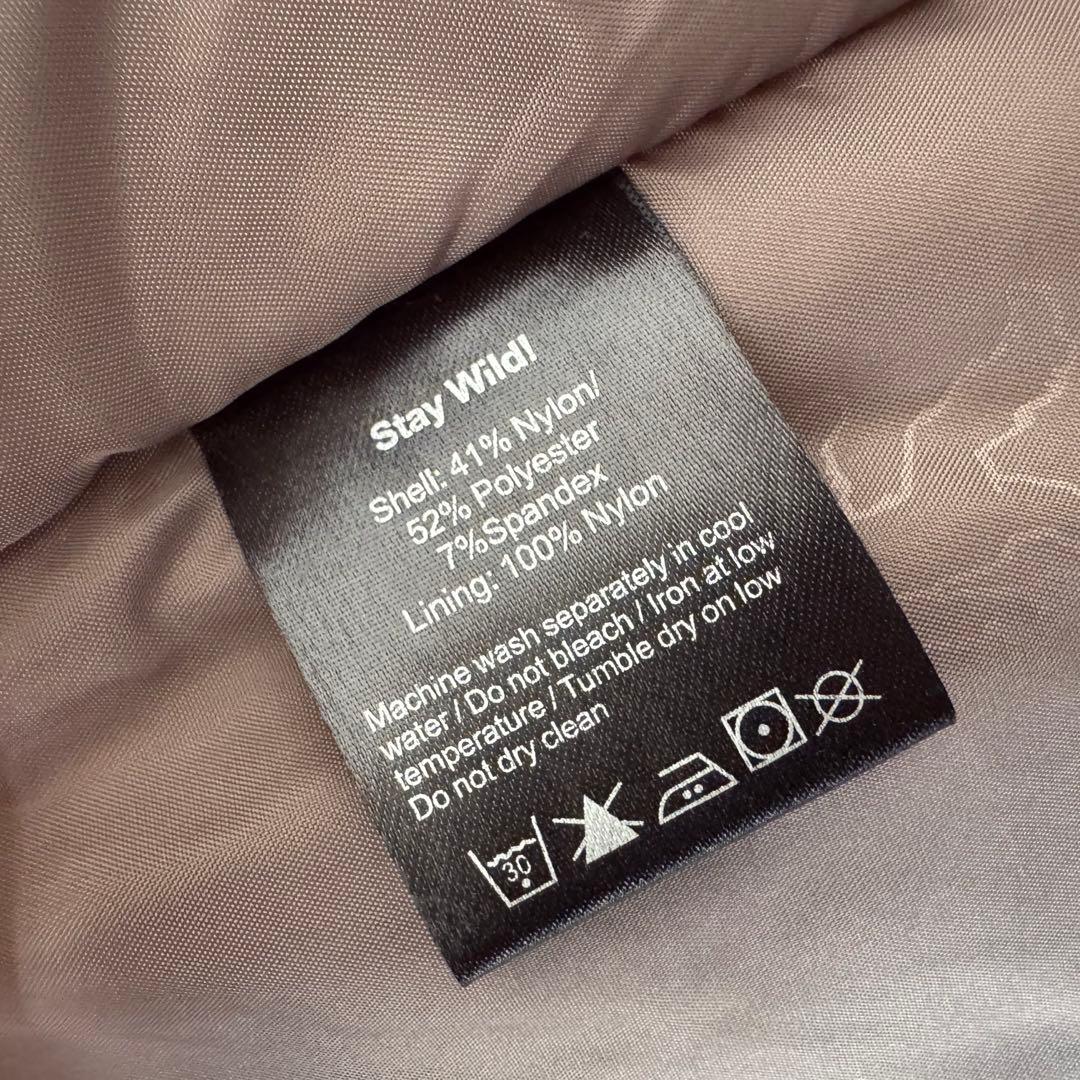 Stay Wild!
Shell: 41% Nylon/
52% Polyester
7%Spandex
Lining: 100% Nylon
Machine wash separately in cool
water / Do not bleach / Iron at low
temperature / Tumble dry on low
Do not dry clean
30